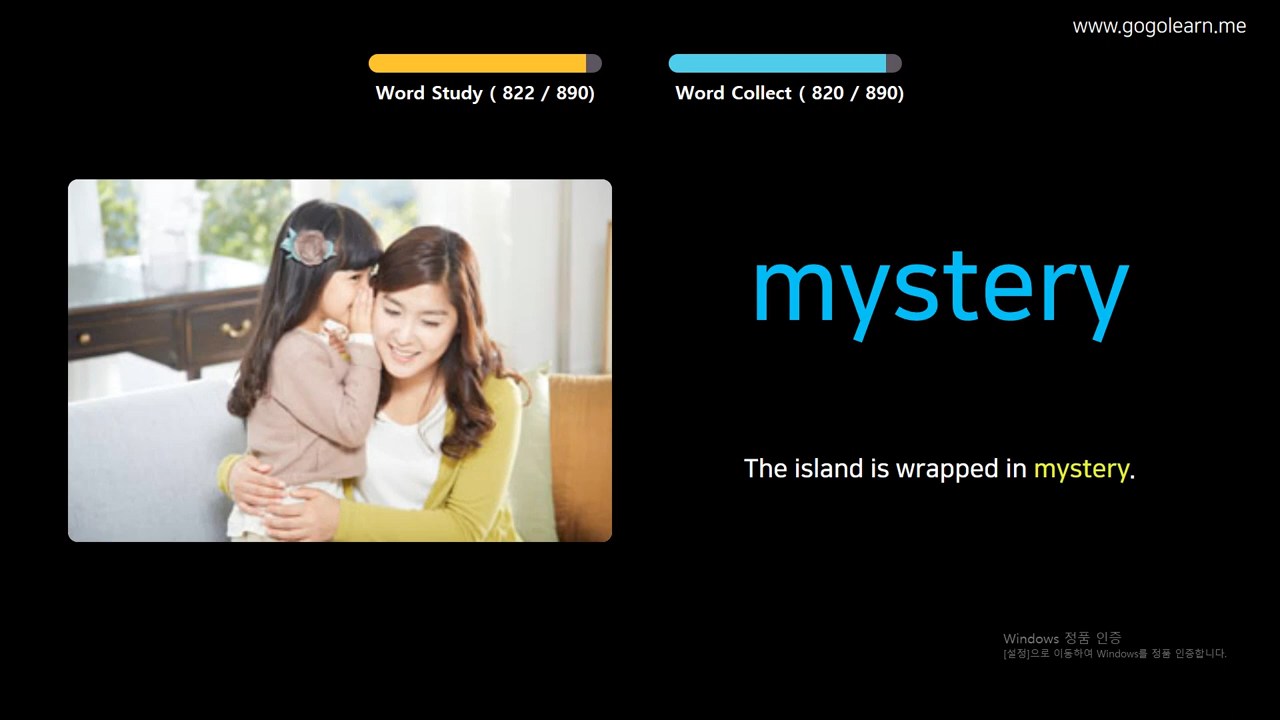 www.gogolearn.me
Word Study ( 822 / 890)
Word Collect ( 820 / 890)
mystery
The island is wrapped in mystery.
Windows 정품 인증
[설정]으로 이동하여 Windows를 정품 인증합니다.